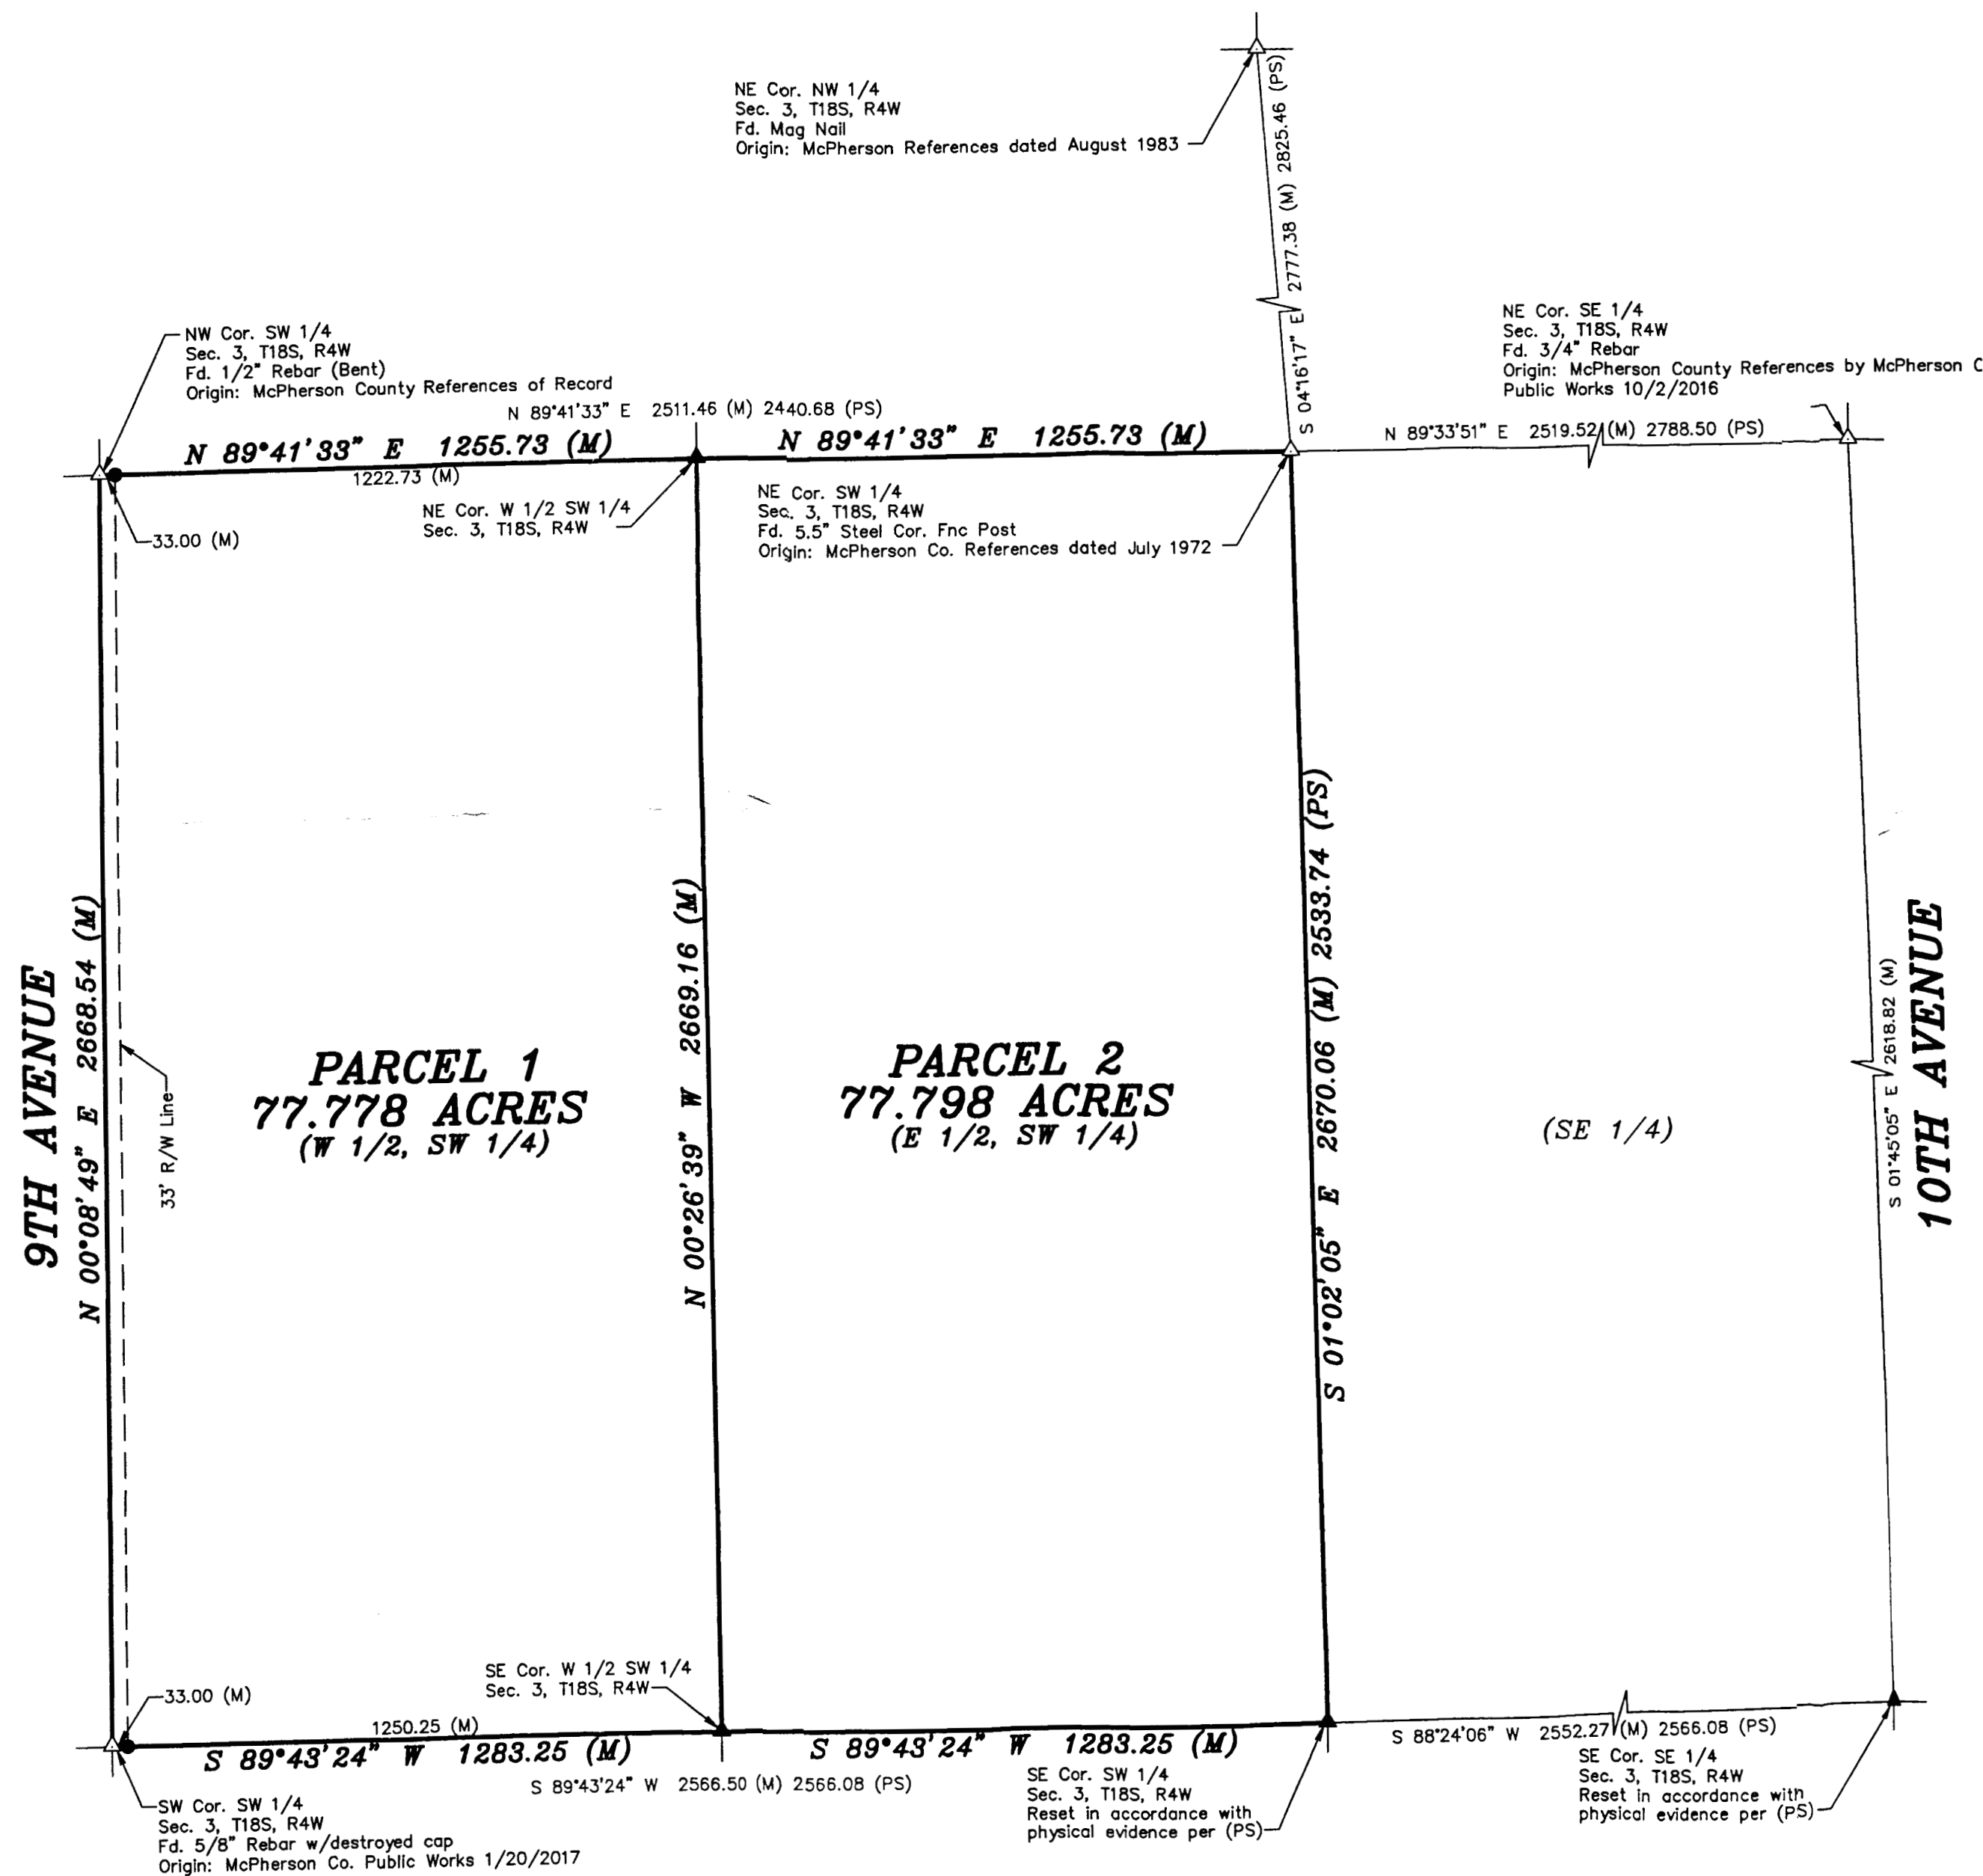 NE Cor. NW 1/4
Sec. 3, T18S, R4W
Fd. Mag Nail
Origin: McPherson References dated August 1983
S 04°16'17" E 2777.38 (M) 2825.46 (PS)
NW Cor. SW 1/4
Sec. 3, T18S, R4W
Fd. 1/2" Rebar (Bent)
Origin: McPherson County References of Record
N 89°41'33" E 2511.46 (M) 2440.68 (PS)
N 89°41'33" E 1255.73 (M)
1222.73 (M)
N 89°41'33" E 1255.73 (M)
NE Cor. SE 1/4
Sec. 3, T18S, R4W
Fd. 3/4" Rebar
Origin: McPherson County References by McPherson C
Public Works 10/2/2016
N 89°33'51" E 2519.52 (M) 2788.50 (PS)
33.00 (M)
NE Cor. W 1/2 SW 1/4
Sec. 3, T18S, R4W
NE Cor. SW 1/4
Sec. 3, T18S, R4W
Fd. 5.5" Steel Cor. Fnc Post
Origin: McPherson Co. References dated July 1972
9TH AVENUE
N 00°08'49" E 2668.54 (M)
33' R/W Line
PARCEL 1
77.778 ACRES
(W 1/2, SW 1/4)
N 00°26'39" W 2669.16 (M)
PARCEL 2
77.798 ACRES
(E 1/2, SW 1/4)
S 01°02'05" E 2670.06 (M) 2533.74 (PS)
(SE 1/4)
S 01°45'05" E 2618.82 (M)
10TH AVENUE
33.00 (M)
SE Cor. W 1/2 SW 1/4
Sec. 3, T18S, R4W
1250.25 (M)
S 89°43'24" W 1283.25 (M)
S 89°43'24" W 1283.25 (M)
S 89°43'24" W 2566.50 (M) 2566.08 (PS)
S 88°24'06" W 2552.27 (M) 2566.08 (PS)
SW Cor. SW 1/4
Sec. 3, T18S, R4W
Fd. 5/8" Rebar w/destroyed cap
Origin: McPherson Co. Public Works 1/20/2017
SE Cor. SW 1/4
Sec. 3, T18S, R4W
Reset in accordance with
physical evidence per (PS)
SE Cor. SE 1/4
Sec. 3, T18S, R4W
Reset in accordance with
physical evidence per (PS)